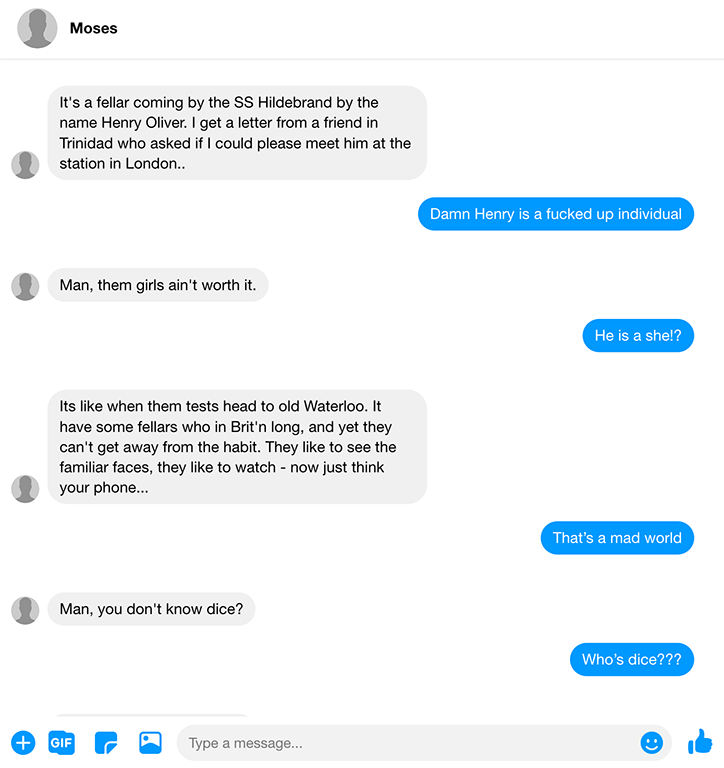 Moses
It's a fellar coming by the SS Hildebrand by the
name Henry Oliver. I get a letter from a friend in
Trinidad who asked if I could please meet him at the
station in London..
Damn Henry is a fucked up individual
Man, them girls ain't worth it.
He is a she!?
Its like when them tests head to old Waterloo. It
have some fellars who in Brit'n long, and yet they
can't get away from the habit. They like to see the
familiar faces, they like to watch - now just think
your phone...
That's a mad world
Man, you don't know dice?
Who's dice???
GIF
Type a message...